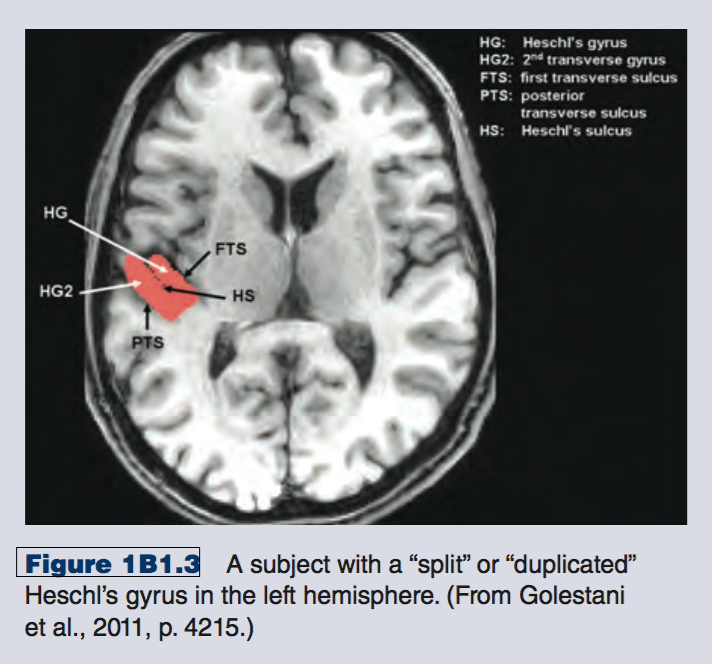 HG: Heschl's gyrus
HG2: 2nd transverse gyrus
FTS: first transverse sulcus
PTS: posterior
transverse sulcus
HS: Heschl's sulcus
HG
FTS
HG2
HS
PTS
Figure 1B1.3 A subject with a “split” or “duplicated”
Heschl’s gyrus in the left hemisphere. (From Golestani
et al., 2011, p. 4215.)